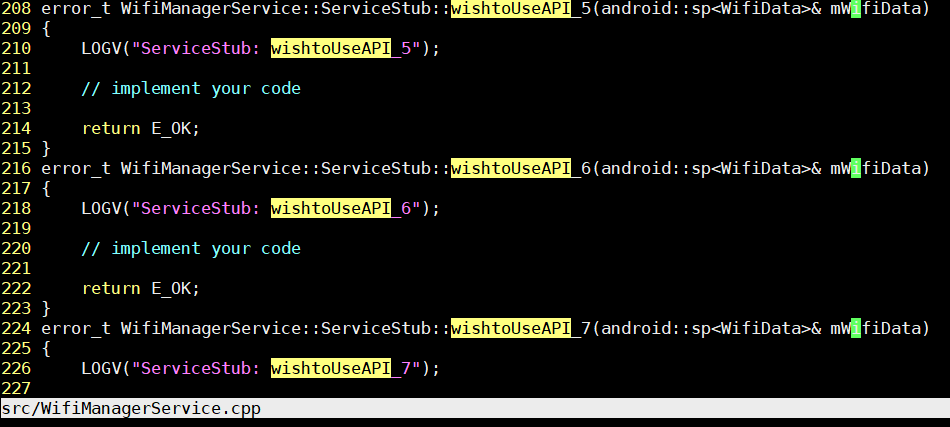 208 error_t WifiManagerService::ServiceStub::wishtoUseAPI_5(android::sp<WifiData>& mWifiData)
209 {
210     LOGV("ServiceStub: wishtoUseAPI_5");
211
212     // implement your code
213
214     return E_OK;
215 }
216 error_t WifiManagerService::ServiceStub::wishtoUseAPI_6(android::sp<WifiData>& mWifiData)
217 {
218     LOGV("ServiceStub: wishtoUseAPI_6");
219
220     // implement your code
221
222     return E_OK;
223 }
224 error_t WifiManagerService::ServiceStub::wishtoUseAPI_7(android::sp<WifiData>& mWifiData)
225 {
226     LOGV("ServiceStub: wishtoUseAPI_7");
227
src/WifiManagerService.cpp